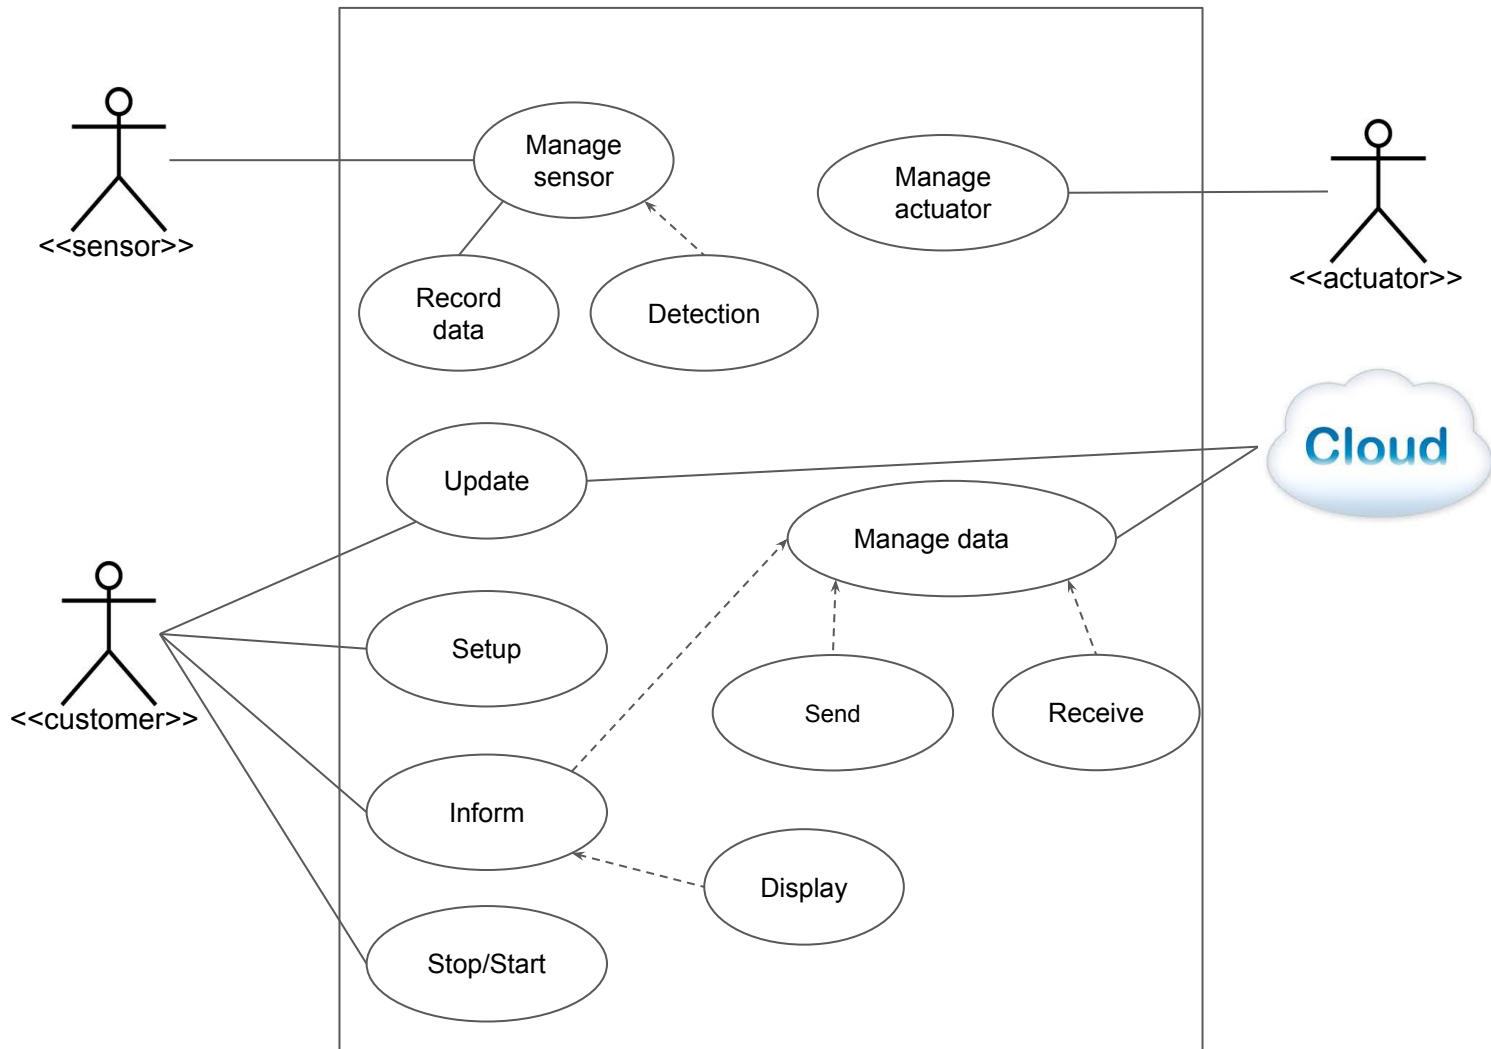 Manage
sensor
Manage
actuator
<<sensor>>
<<actuator>>
Record
data
Detection
Cloud
Update
Manage data
Setup
<<customer>>
Send
Receive
Inform
Display
Stop/Start